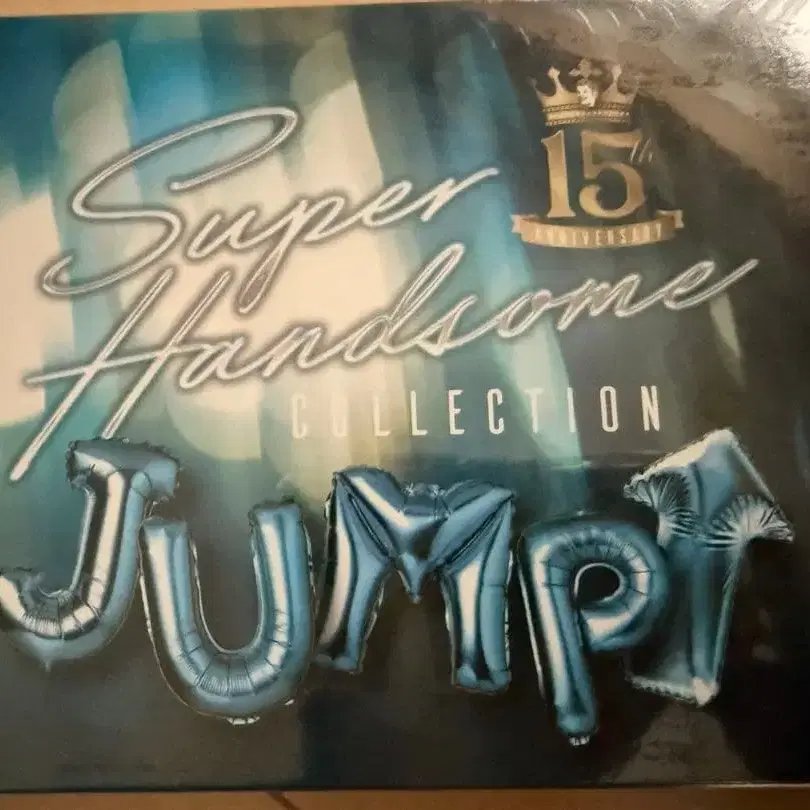 15th
ANNIVERSARY
Super
Handsome
COLLECTION
JUMP↑